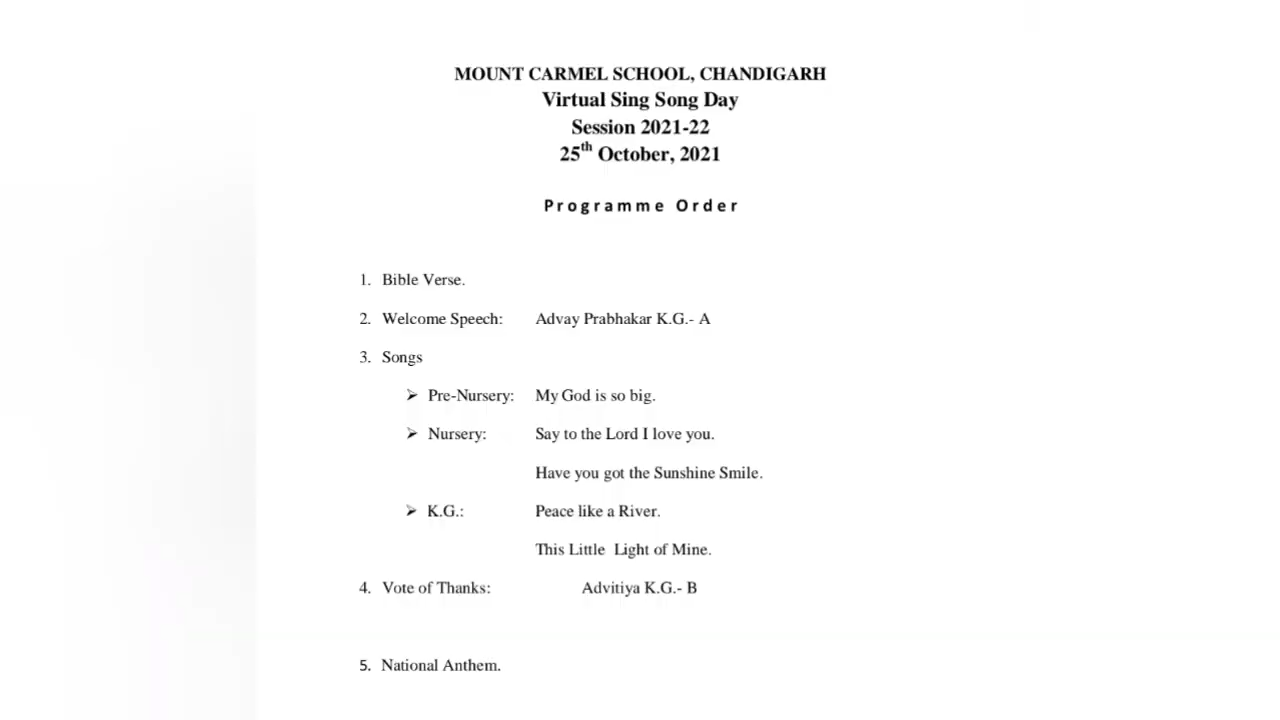 MOUNT CARMEL SCHOOL, CHANDIGARH
Virtual Sing Song Day
Session 2021-22
25th October, 2021
Programme Order
1. Bible Verse.
2. Welcome Speech: Advay Prabhakar K.G.- A
3. Songs
➢ Pre-Nursery: My God is so big.
➢ Nursery: Say to the Lord I love you.
Have you got the Sunshine Smile.
➢ K.G.: Peace like a River.
This Little Light of Mine.
4. Vote of Thanks: Advitiya K.G.- B
5. National Anthem.